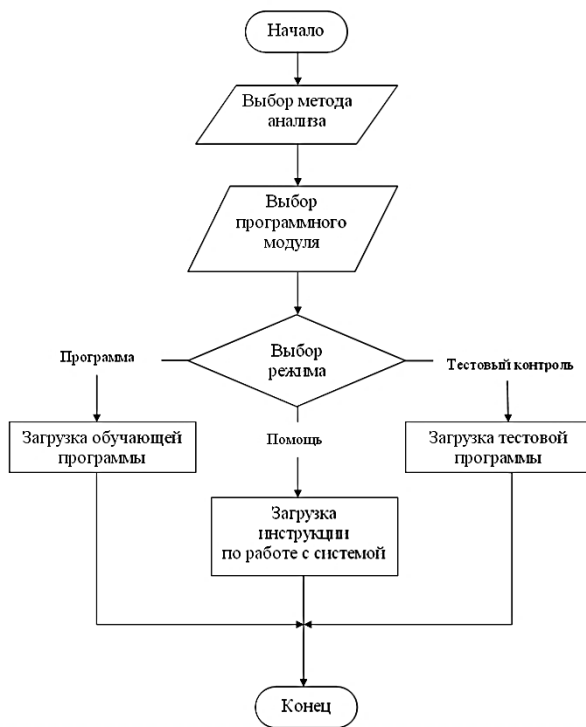 Начало
Выбор метода
анализа
Выбор
программного
модуля
Выбор
режима
Программа
Тестовый контроль
Помощь
Загрузка обучающей
программы
Загрузка тестовой
программы
Загрузка
инструкции
по работе с системой
Конец